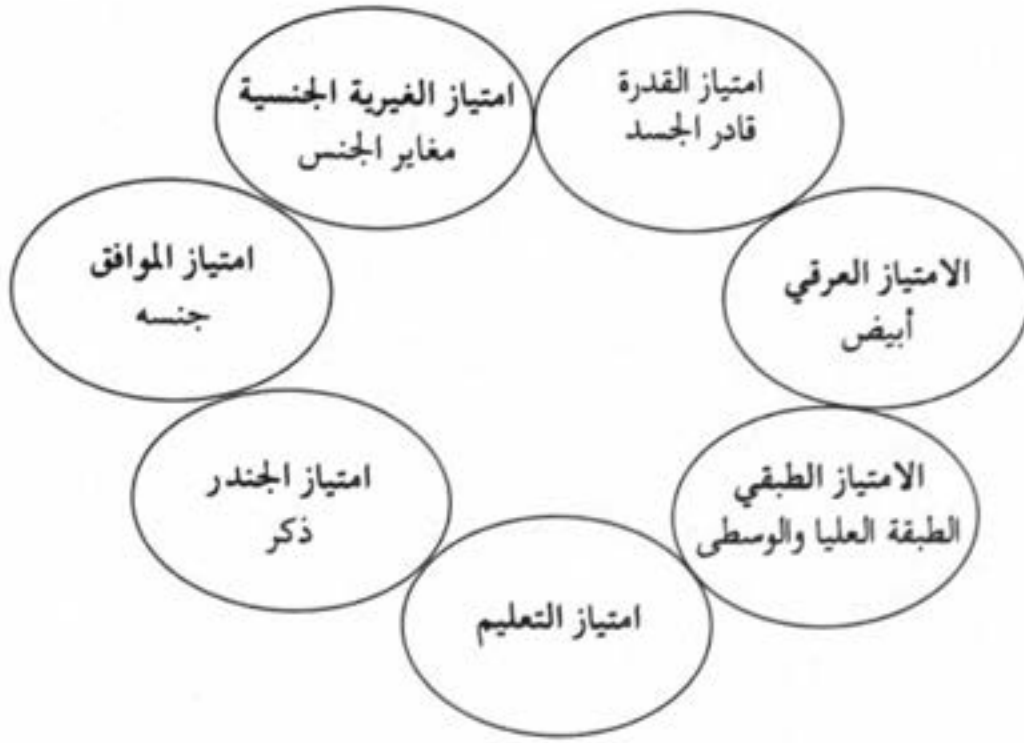 امتياز القدرة
قادر الجسد
امتياز الغيرية الجنسية
مغاير الجنس
الامتياز العرقي
أبيض
امتياز الموافق
جنسه
الامتياز الطبقي
الطبقة العليا والوسطى
امتياز الجندر
ذكر
امتياز التعليم